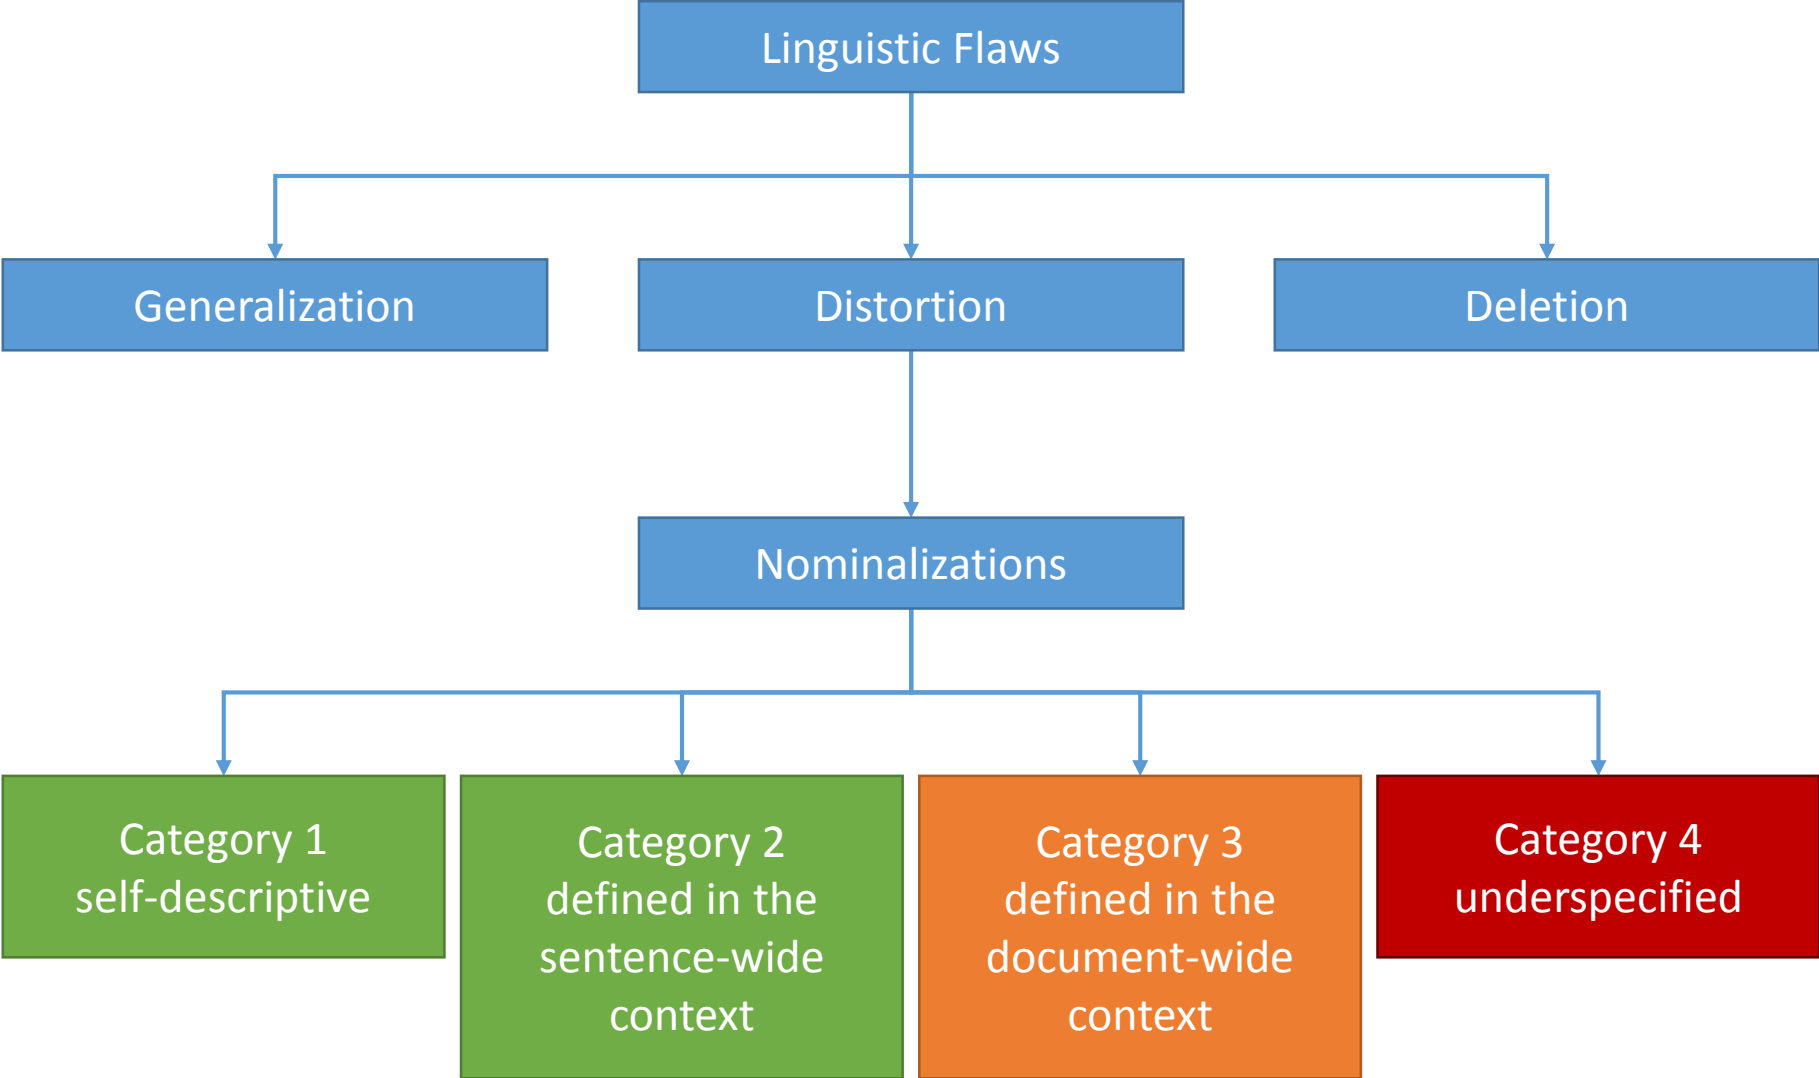 Linguistic Flaws
Generalization
Distortion
Deletion
Nominalizations
Category 1
self-descriptive
Category 2
defined in the
sentence-wide
context
Category 3
defined in the
document-wide
context
Category 4
underspecified